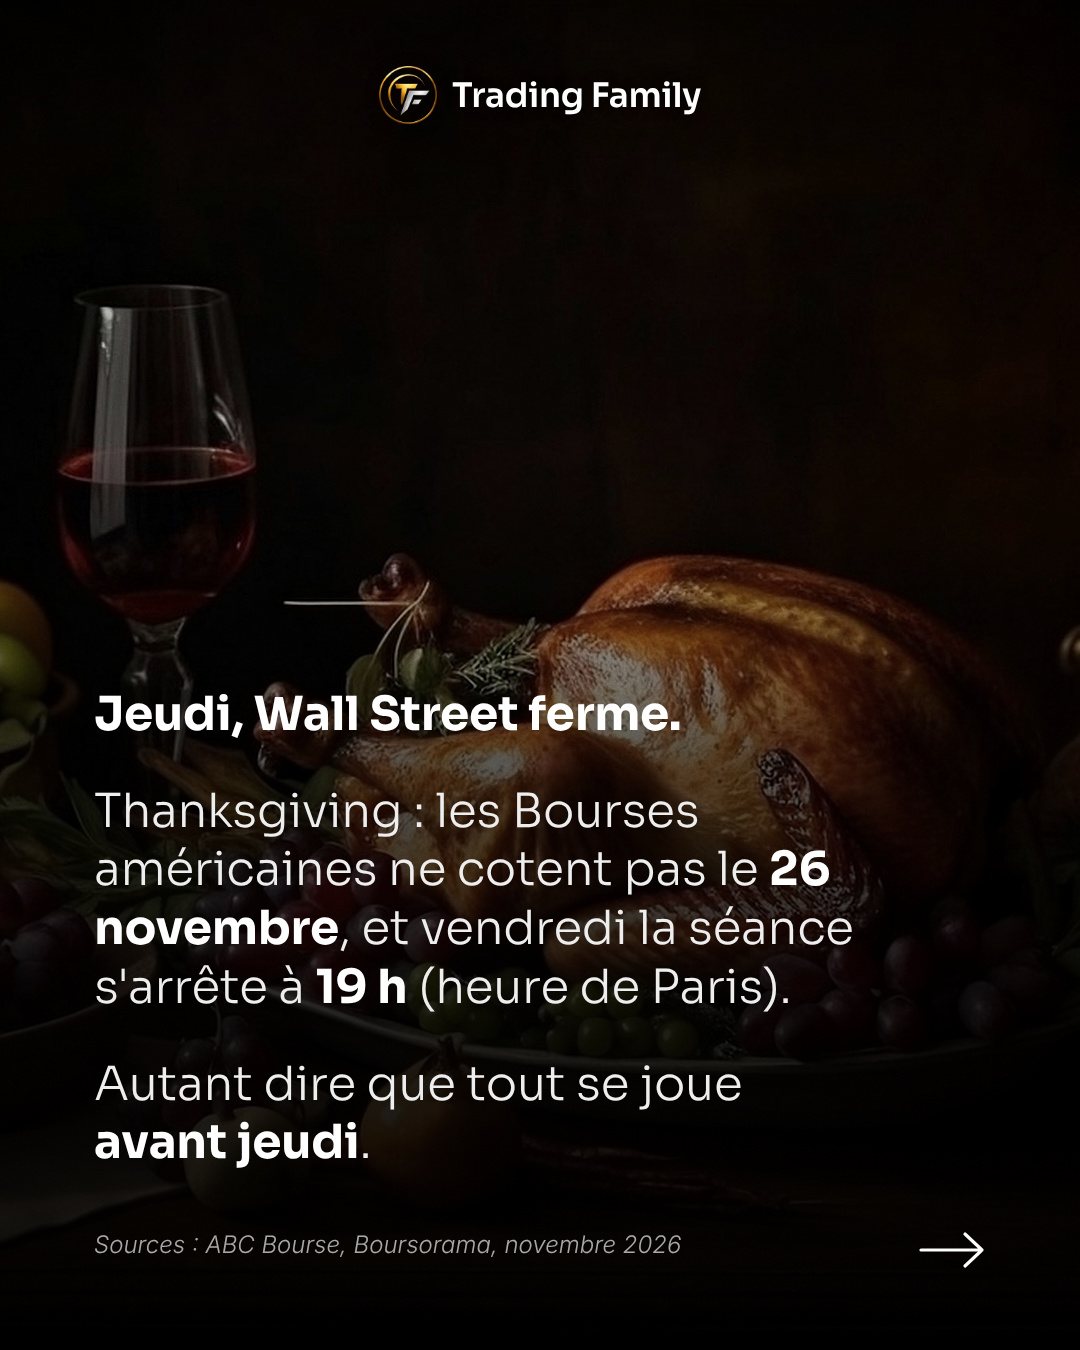 Trading Family
Jeudi, Wall Street ferme.
Thanksgiving : les Bourses
américaines ne cotent pas le 26
novembre, et vendredi la séance
s'arrête à 19 h (heure de Paris).
Autant dire que tout se joue
avant jeudi.
Sources : ABC Bourse, Boursorama, novembre 2026